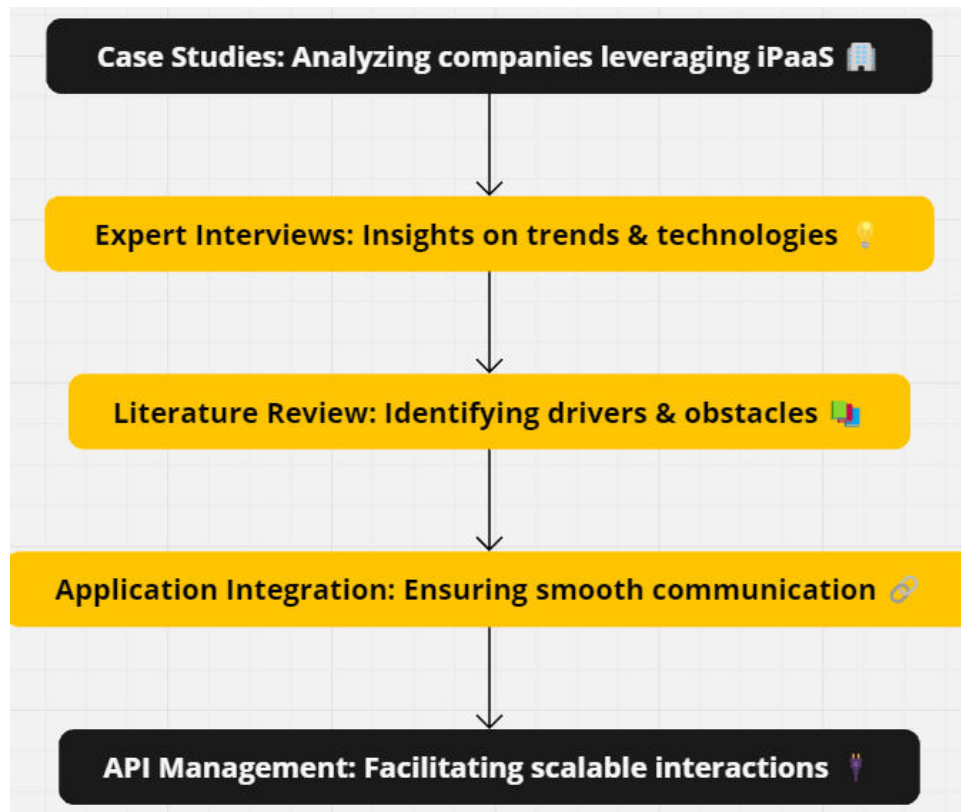 Case Studies: Analyzing companies leveraging iPaaS 🏢
Expert Interviews: Insights on trends & technologies 💡
Literature Review: Identifying drivers & obstacles 📚
Application Integration: Ensuring smooth communication 🔗
API Management: Facilitating scalable interactions 🔌